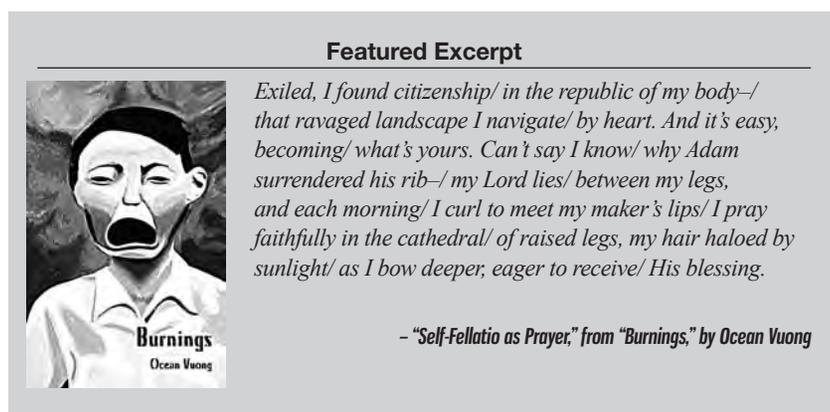 Featured Excerpt
Exiled, I found citizenship/ in the republic of my body–/
that ravaged landscape I navigate/ by heart. And it's easy,
becoming/ what's yours. Can't say I know/ why Adam
surrendered his rib–/ my Lord lies/ between my legs,
and each morning/ I curl to meet my maker's lips/ I pray
faithfully in the cathedral/ of raised legs, my hair haloed by
sunlight/ as I bow deeper, eager to receive/ His blessing.
– “Self-Fellatio as Prayer,” from “Burnings,” by Ocean Vuong
Burnings
Ocean Vuong